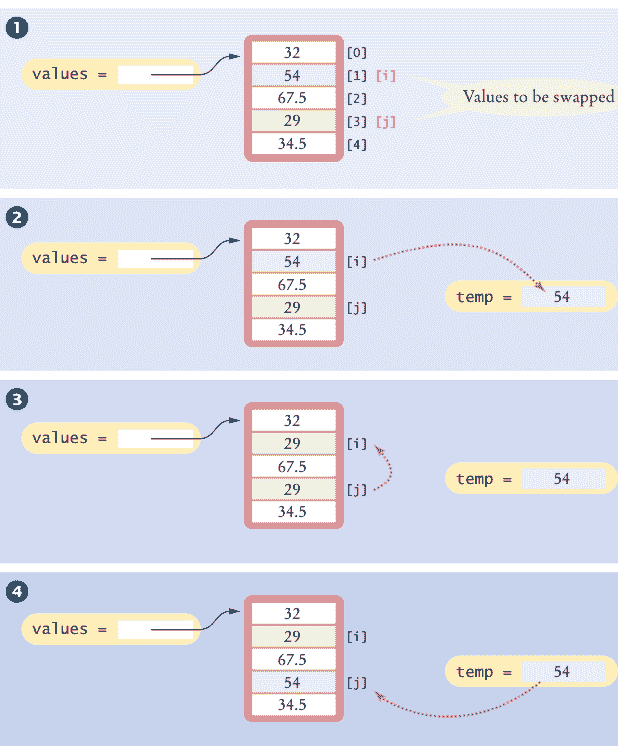 1
32 [0]
values = 54 [1] [i]
67.5 [2] Values to be swapped
29 [3] [j]
34.5 [4]
2
32
values = 54 [i]
67.5
29 [j] temp = 54
34.5
3
32
values = 29 [i]
67.5
29 [j] temp = 54
34.5
4
32
values = 29 [i]
67.5
54 [j] temp = 54
34.5